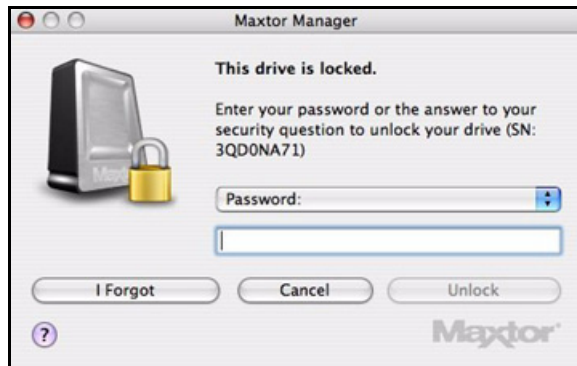 Maxtor Manager
This drive is locked.
Enter your password or the answer to your
security question to unlock your drive (SN:
3QD0NA71)
Password:
I Forgot
Cancel
Unlock
?
Maxtor
Maxtor